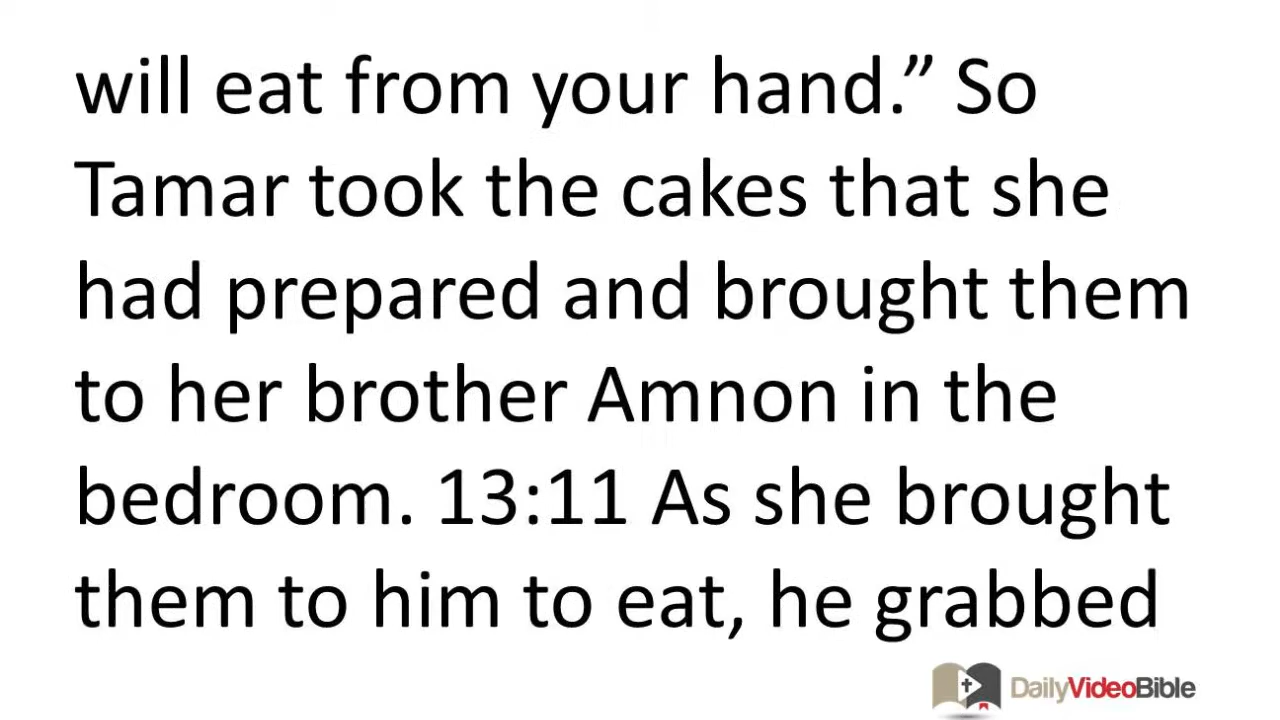 will eat from your hand.” So
Tamar took the cakes that she
had prepared and brought them
to her brother Amnon in the
bedroom. 13:11 As she brought
them to him to eat, he grabbed
DailyVideoBible